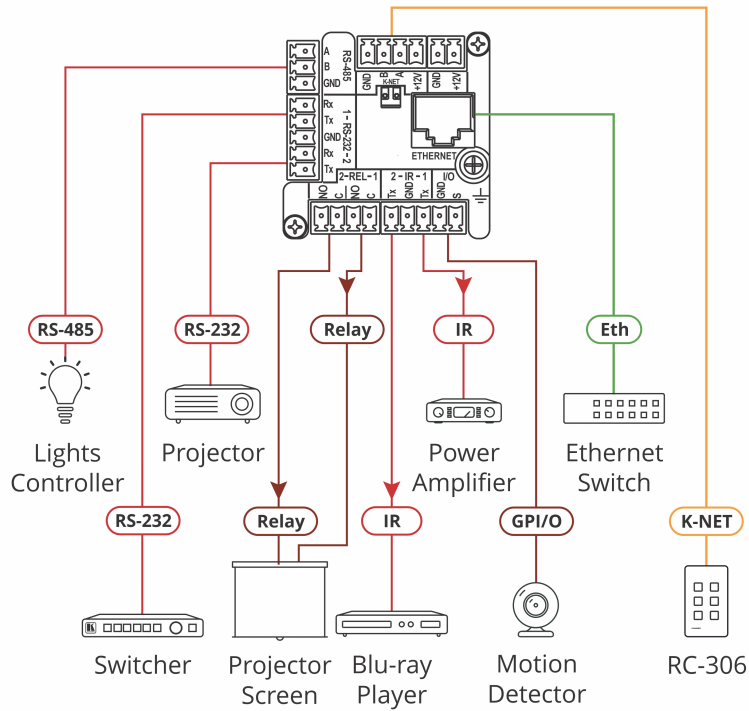 A
B
GND
RS-485
Rx
Tx
GND
Rx
Tx
1 - RS-232 - 2
GND
B
A
+12V
GND
+12V
K-NET
ETHERNET
2-REL-1
2 - IR - 1
I/O
NO
C
NO
C
Tx
GND
Tx
GND
S
RS-485
RS-232
Relay
IR
Eth
Lights
Controller
Projector
Power
Amplifier
Ethernet
Switch
RS-232
Relay
IR
GPI/O
K-NET
Switcher
Projector
Screen
Blu-ray
Player
Motion
Detector
RC-306